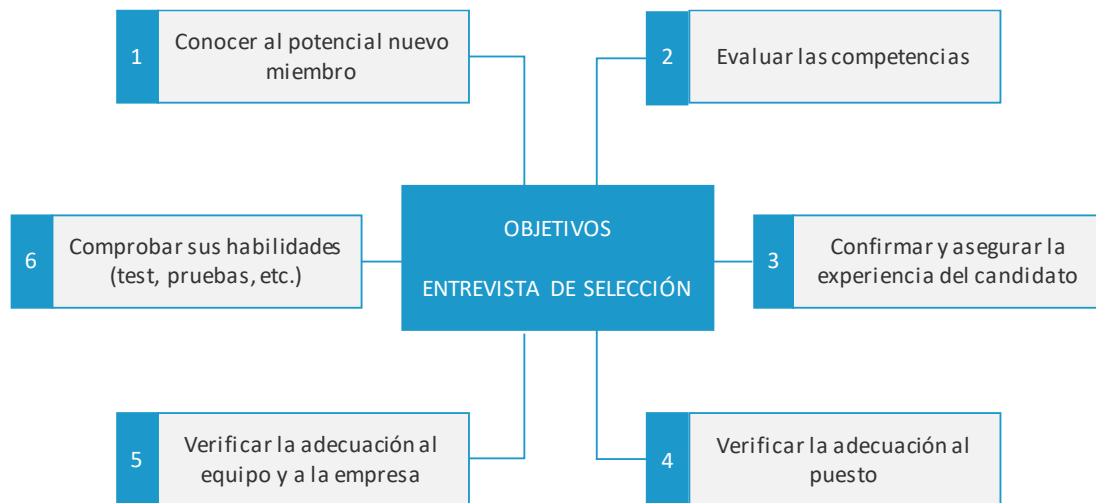 1
Conocer al potencial nuevo
miembro
2
Evaluar las competencias
OBJETIVOS
ENTREVISTA DE SELECCIÓN
3
Confirmar y asegurar la
experiencia del candidato
4
Verificar la adecuación al
puesto
5
Verificar la adecuación al
equipo y a la empresa
6
Comprobar sus habilidades
(test, pruebas, etc.)